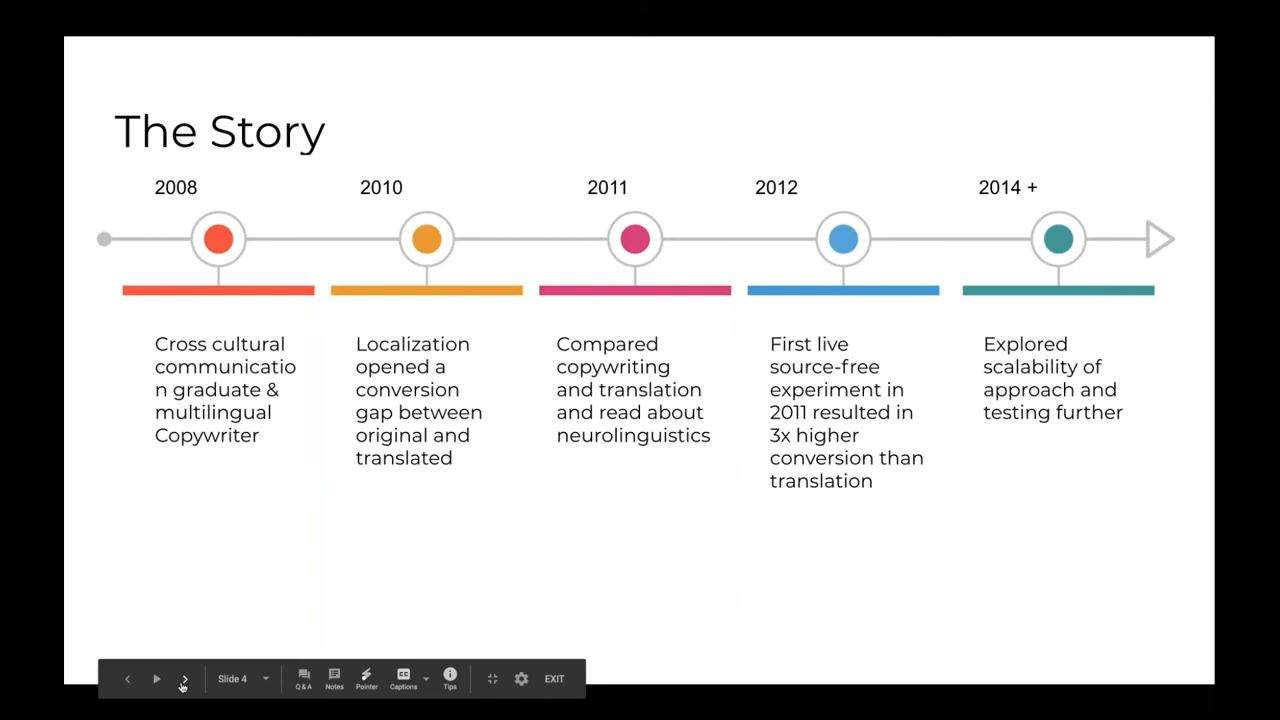 The Story
2008
2010
2011
2012
2014 +
Cross cultural
communicatio
n graduate &
multilingual
Copywriter
Localization
opened a
conversion
gap between
original and
translated
Compared
copywriting
and translation
and read about
neurolinguistics
First live
source-free
experiment in
2011 resulted in
3x higher
conversion than
translation
Explored
scalability of
approach and
testing further
Slide 4
Q & A
Notes
Pointer
CC
Captions
Tips
EXIT